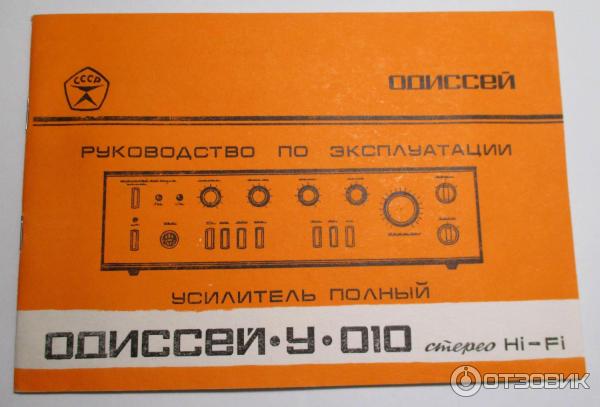 СССР
ОДИССЕЙ
РУКОВОДСТВО ПО ЭКСПЛУАТАЦИИ
УСИЛИТЕЛЬ ПОЛНЫЙ
ОДИССЕЙ·У·010 стерео Hi-Fi
ОТЗОВИК